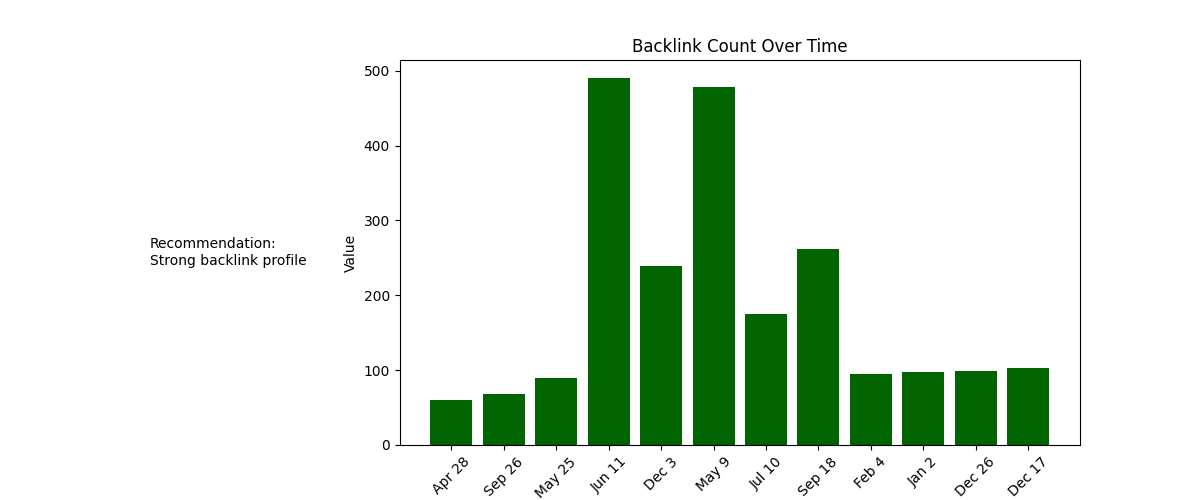 Backlink Count Over Time
Recommendation:
Strong backlink profile
Value
500
400
300
200
100
0
Apr 28
Sep 26
May 25
Jun 11
Dec 3
May 9
Jul 10
Sep 18
Feb 4
Jan 2
Dec 26
Dec 17